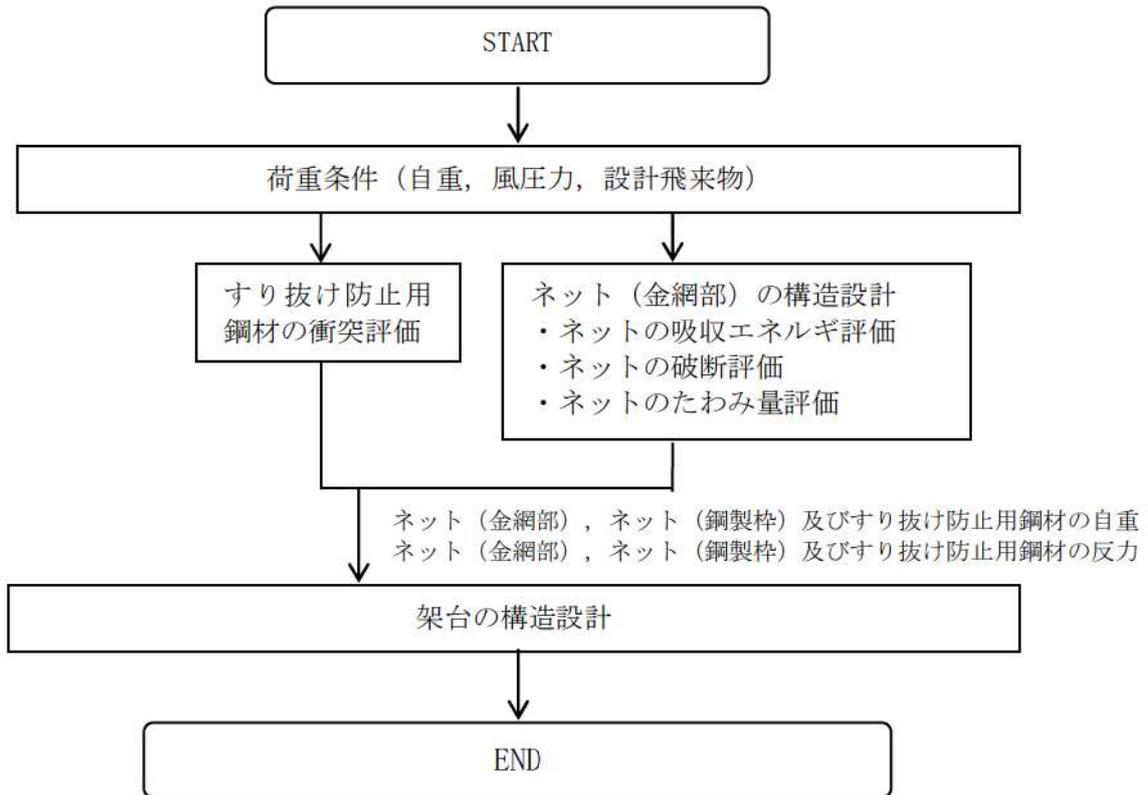 START
荷重条件（自重，風圧力，設計飛来物）
すり抜け防止用
鋼材の衝突評価
ネット（金網部）の構造設計
・ネットの吸収エネルギ評価
・ネットの破断評価
・ネットのたわみ量評価
ネット（金網部），ネット（鋼製枠）及びすり抜け防止用鋼材の自重
ネット（金網部），ネット（鋼製枠）及びすり抜け防止用鋼材の反力
架台の構造設計
END